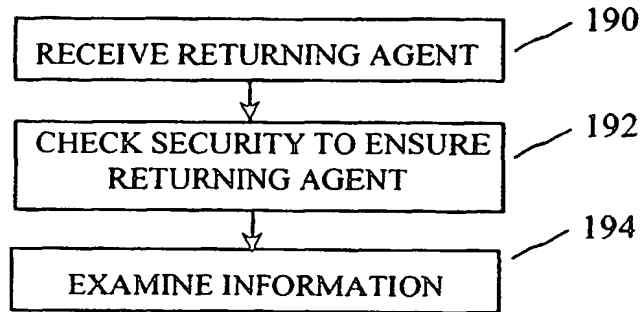 190
RECEIVE RETURNING AGENT
192
CHECK SECURITY TO ENSURE
RETURNING AGENT
194
EXAMINE INFORMATION